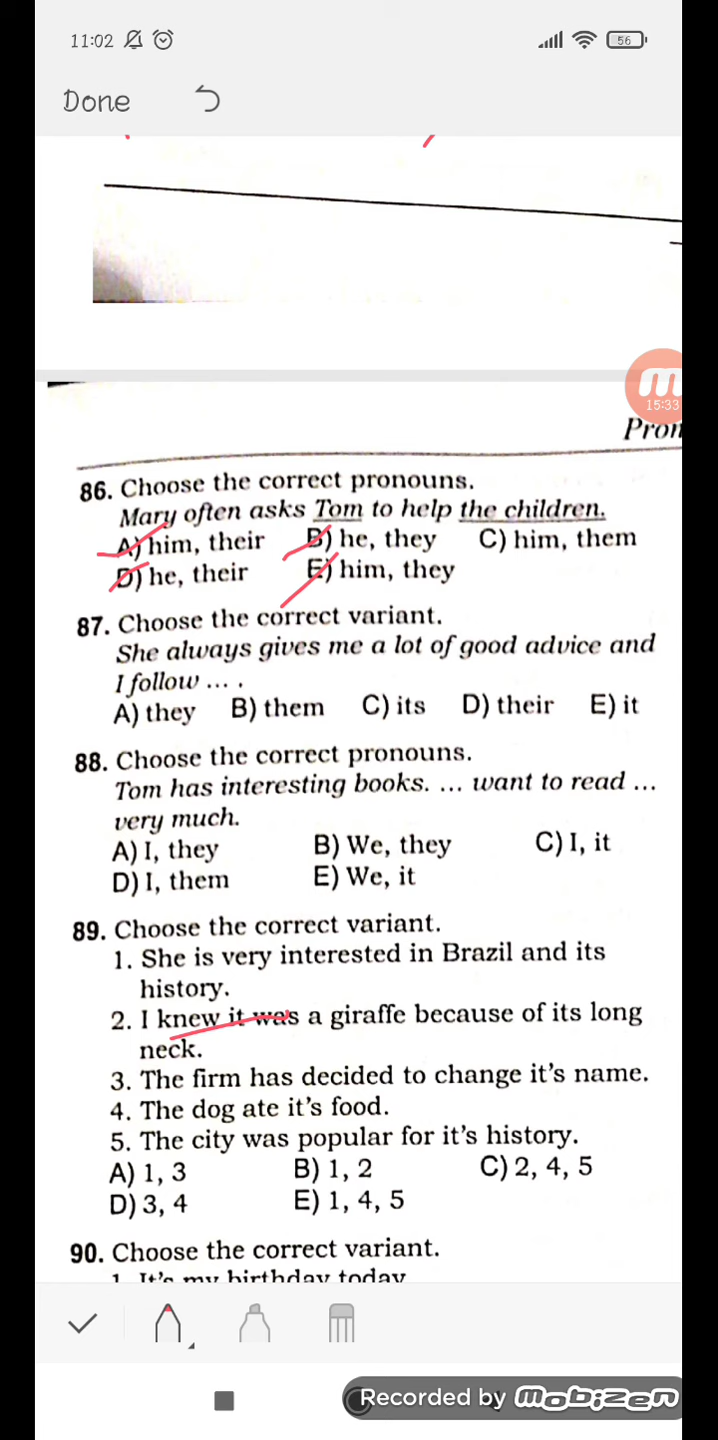 11:02
56
Done
15:33
Pron
86. Choose the correct pronouns.
Mary often asks Tom to help the children.
A) him, their B) he, they C) him, them
D) he, their E) him, they
87. Choose the correct variant.
She always gives me a lot of good advice and
I follow ... .
A) they B) them C) its D) their E) it
88. Choose the correct pronouns.
Tom has interesting books. ... want to read ...
very much.
A) I, they B) We, they C) I, it
D) I, them E) We, it
89. Choose the correct variant.
1. She is very interested in Brazil and its
history.
2. I knew it was a giraffe because of its long
neck.
3. The firm has decided to change it's name.
4. The dog ate it's food.
5. The city was popular for it's history.
A) 1, 3 B) 1, 2 C) 2, 4, 5
D) 3, 4 E) 1, 4, 5
90. Choose the correct variant.
1. It's my birthday today
Recorded by mobizen